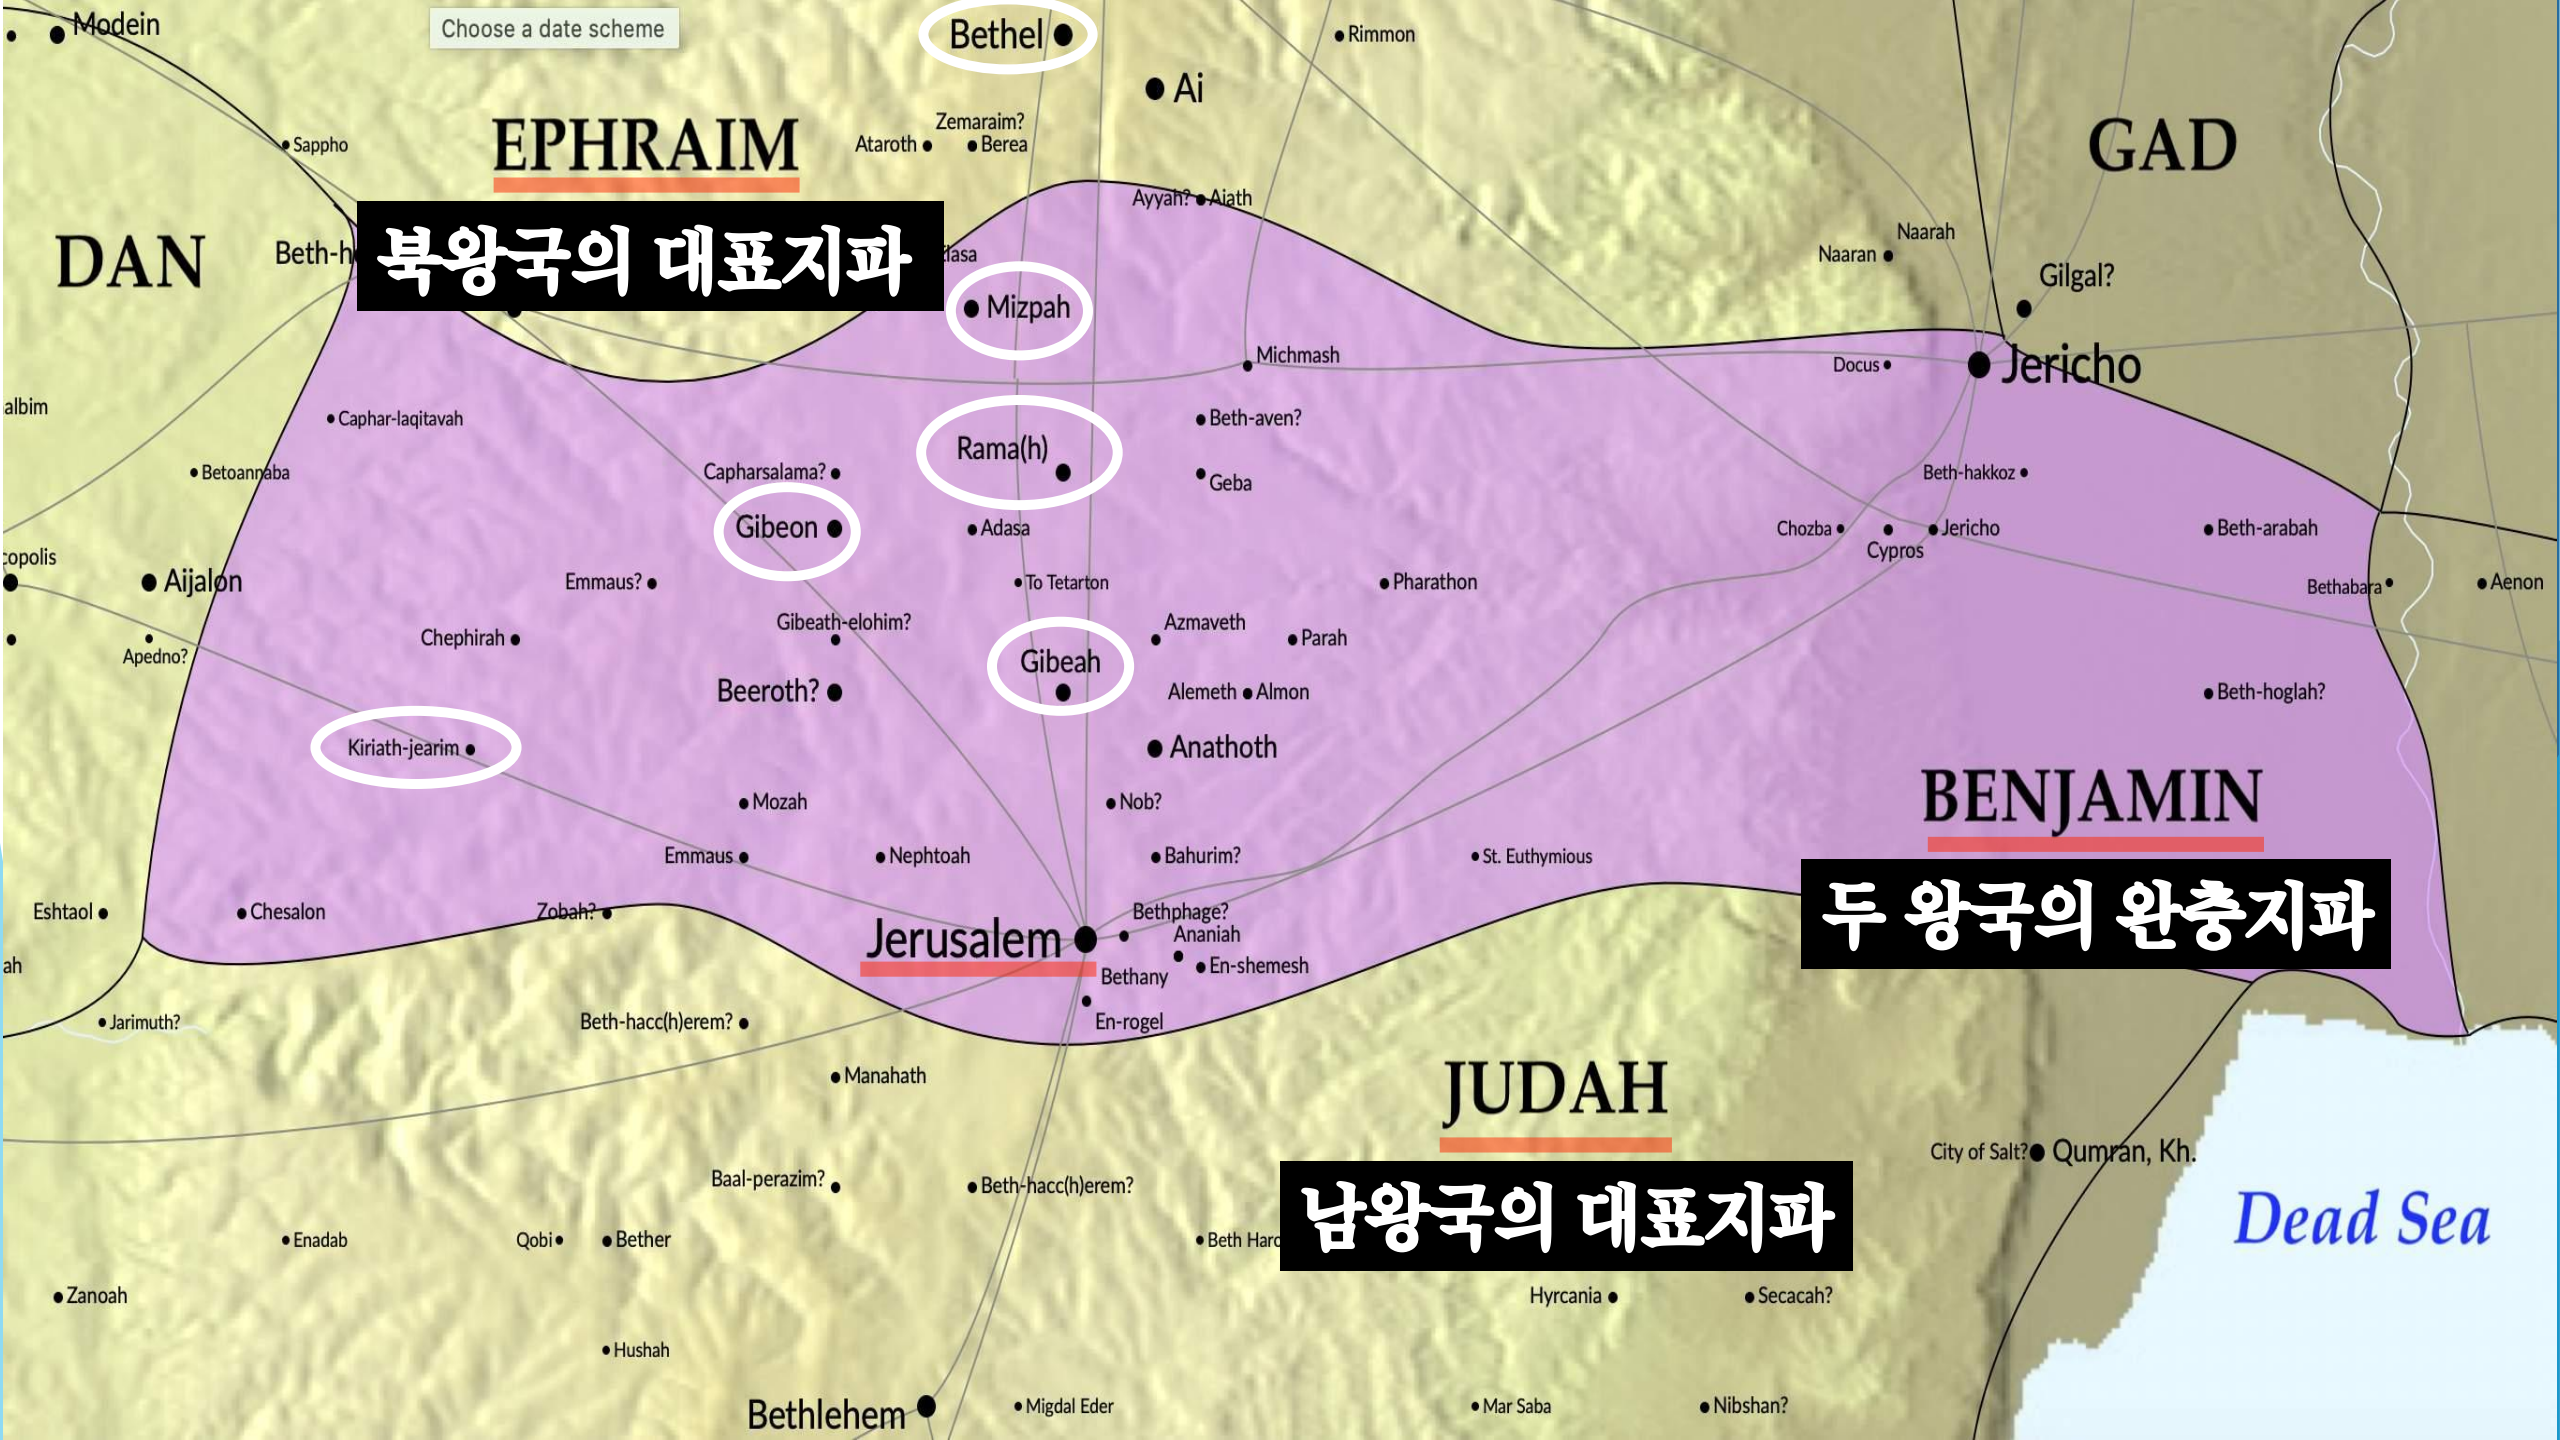 Modein
Choose a date scheme
Bethel
Rimmon
Ai
EPHRAIM
Zemaraim?
Ataroth
Berea
Sappho
GAD
Ayyah?
Aiath
DAN
Beth-h
북왕국의 대표지파
Naarah
Naaran
Gilgal?
Mizpah
Michmash
Docus
Jericho
albim
Caphar-laqitavah
Beth-aven?
Rama(h)
Betoannaba
Capharsalama?
Geba
Beth-hakkoz
Gibeon
Adasa
Chozba
Cypros
Jericho
Beth-arabah
copolis
Aijalon
Emmaus?
To Tetarton
Pharathon
Bethabara
Aenon
Gibeath-elohim?
Azmaveth
Chephirah
Parah
Apedno?
Gibeah
Beeroth?
Alemeth
Almon
Beth-hoglah?
Kiriath-jearim
Anathoth
Mozah
Nob?
BENJAMIN
Emmaus
Nephtoah
Bahurim?
St. Euthymious
두 왕국의 완충지파
Eshtaol
Chesalon
Zobah?
Bethphage?
Jerusalem
Ananiah
ah
Bethany
En-shemesh
Jarimuth?
Beth-hacc(h)erem?
En-rogel
Manahath
JUDAH
City of Salt?
Qumran, Kh.
Baal-perazim?
Beth-hacc(h)erem?
남왕국의 대표지파
Dead Sea
Enadab
Qobi
Bether
Beth Haro
Zanoah
Hyrcania
Secacah?
Hushah
Bethlehem
Migdal Eder
Mar Saba
Nibshan?